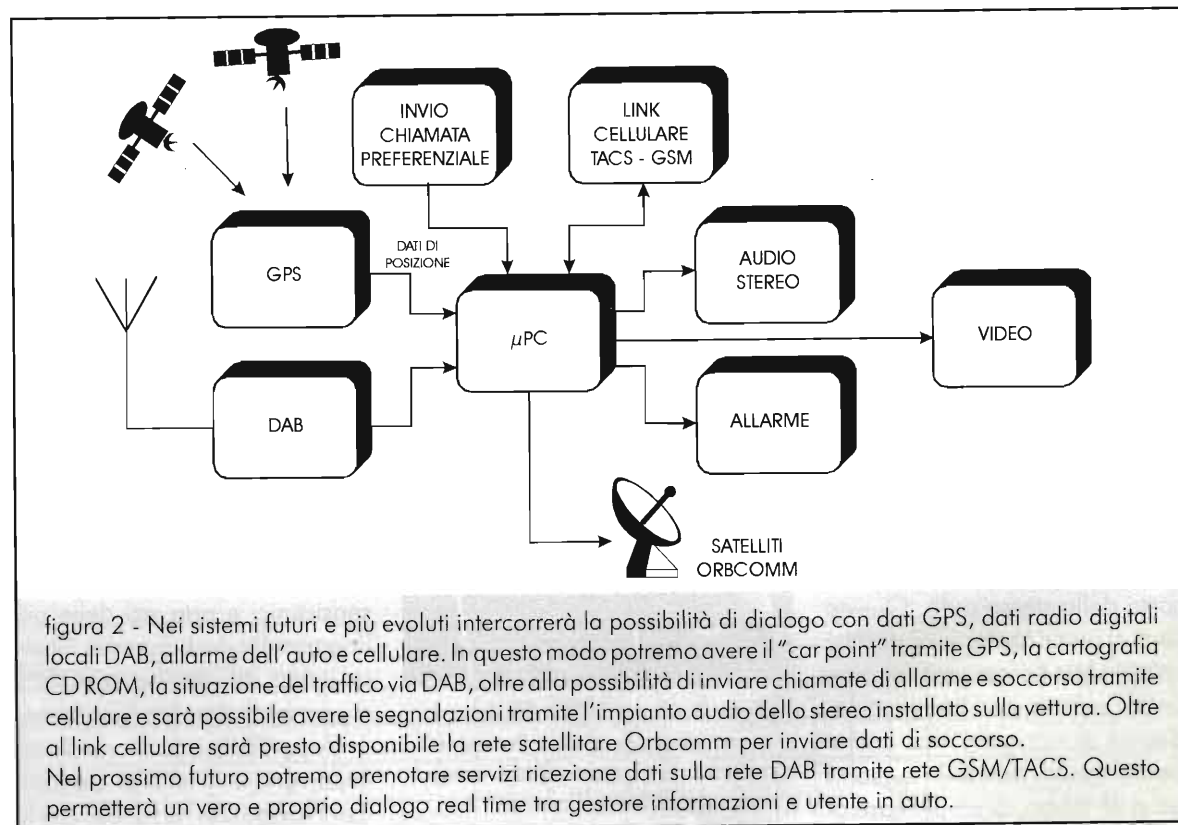 INVIO
CHIAMATA
PREFERENZIALE
LINK
CELLULARE
TACS - GSM
GPS
DATI DI
POSIZIONE
AUDIO
STEREO
µPC
VIDEO
DAB
ALLARME
SATELLITI
ORBCOMM
figura 2 - Nei sistemi futuri e più evoluti intercorrerà la possibilità di dialogo con dati GPS, dati radio digitali
locali DAB, allarme dell'auto e cellulare. In questo modo potremo avere il "car point" tramite GPS, la cartografia
CD ROM, la situazione del traffico via DAB, oltre alla possibilità di inviare chiamate di allarme e soccorso tramite
cellulare e sarà possibile avere le segnalazioni tramite l'impianto audio dello stereo installato sulla vettura. Oltre
al link cellulare sarà presto disponibile la rete satellitare Orbcomm per inviare dati di soccorso.
Nel prossimo futuro potremo prenotare servizi ricezione dati sulla rete DAB tramite rete GSM/TACS. Questo
permetterà un vero e proprio dialogo real time tra gestore informazioni e utente in auto.